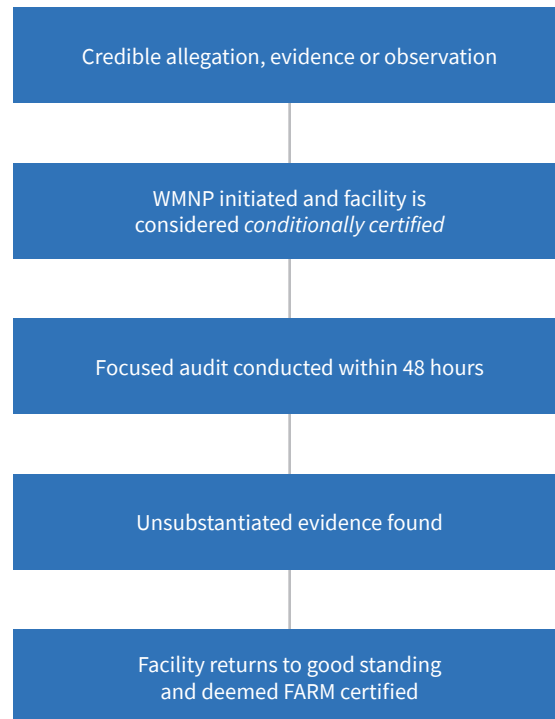 Credible allegation, evidence or observation
WMNP initiated and facility is
considered conditionally certified
Focused audit conducted within 48 hours
Unsubstantiated evidence found
Facility returns to good standing
and deemed FARM certified